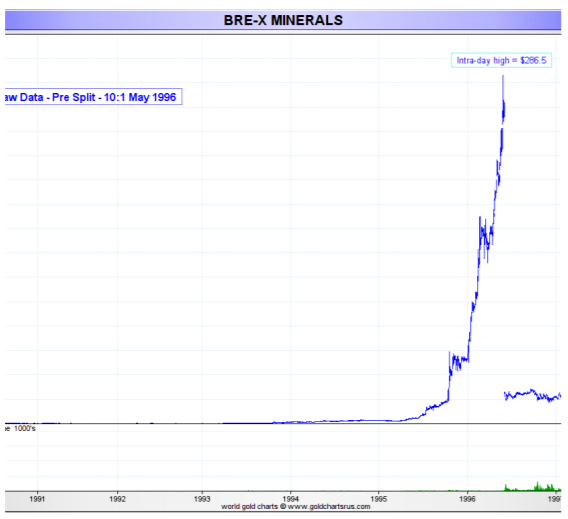 BRE-X MINERALS
Intra-day high = $286.5
aw Data - Pre Split - 10:1 May 1996
e 1000's
1991 1992 1993 1994 1995 1996 199
world gold charts © www.goldchartsrus.com